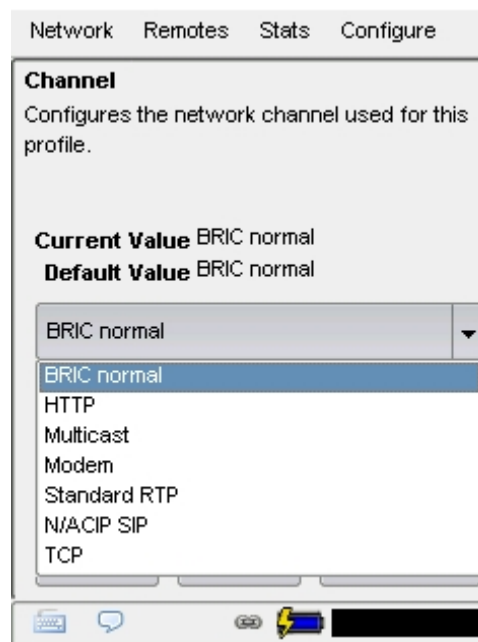 Network Remotes Stats Configure
Channel
Configures the network channel used for this
profile.
Current Value BRIC normal
Default Value BRIC normal
BRIC normal
BRIC normal
HTTP
Multicast
Modem
Standard RTP
N/ACIP SIP
TCP